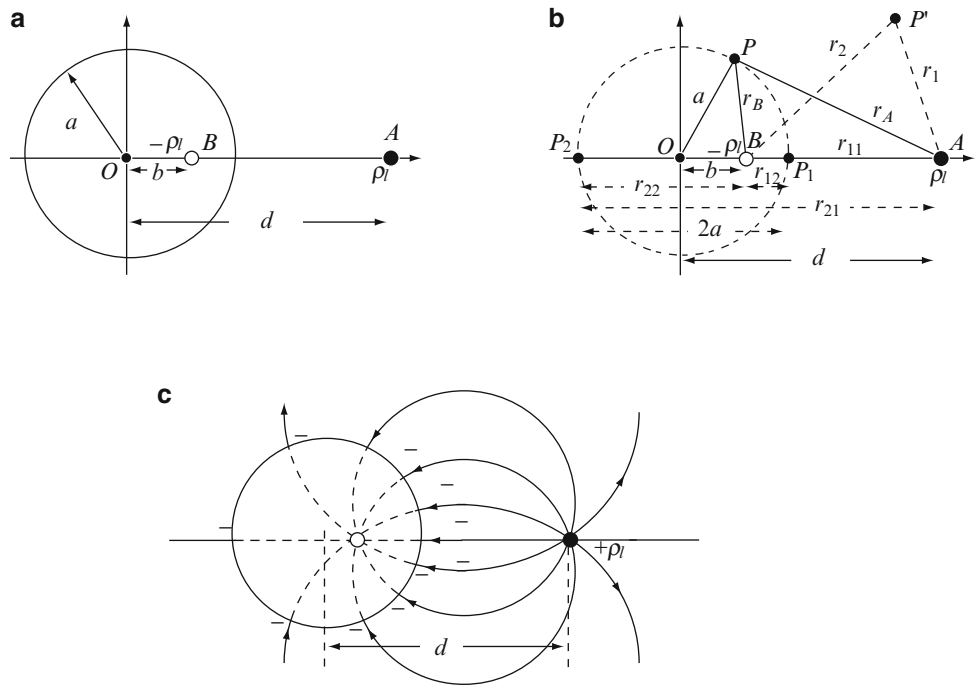 a
a
−ρl B
A
O
b
ρl
d
b
P'
P
r2
r1
a
rB
rA
P2
O
−ρl B
r11
A
b
r12
P1
ρl
r22
r21
2a
d
c
− − − − − − − − − −
+ρl
d